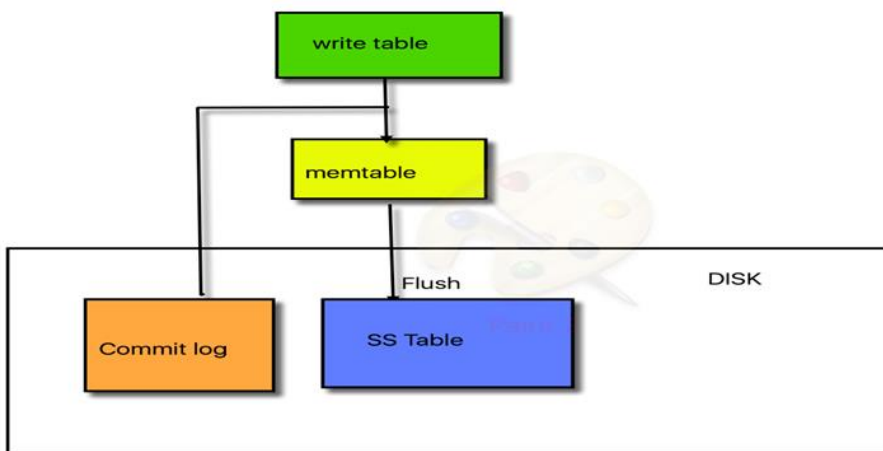 write table
memtable
Flush
DISK
SS Table
Commit log